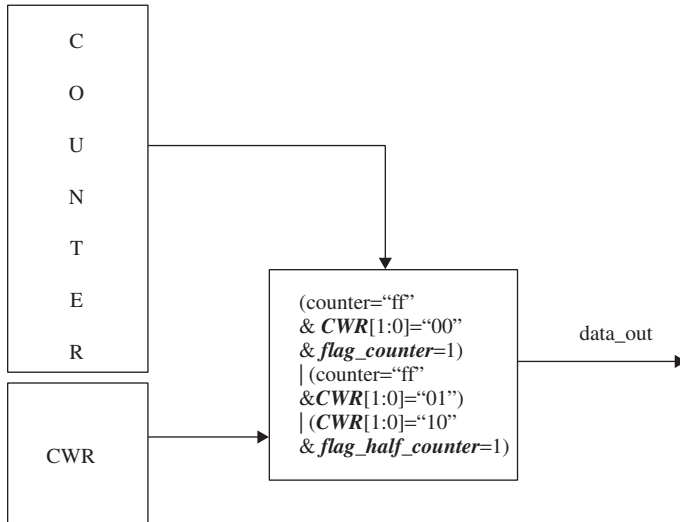 C
O
U
N
T
E
R
(counter=“ff”
& CWR[1:0]=“00”
& flag_counter=1)
| (counter=“ff”
&CWR[1:0]=“01”)
| (CWR[1:0]=“10”
& flag_half_counter=1)
data_out
CWR